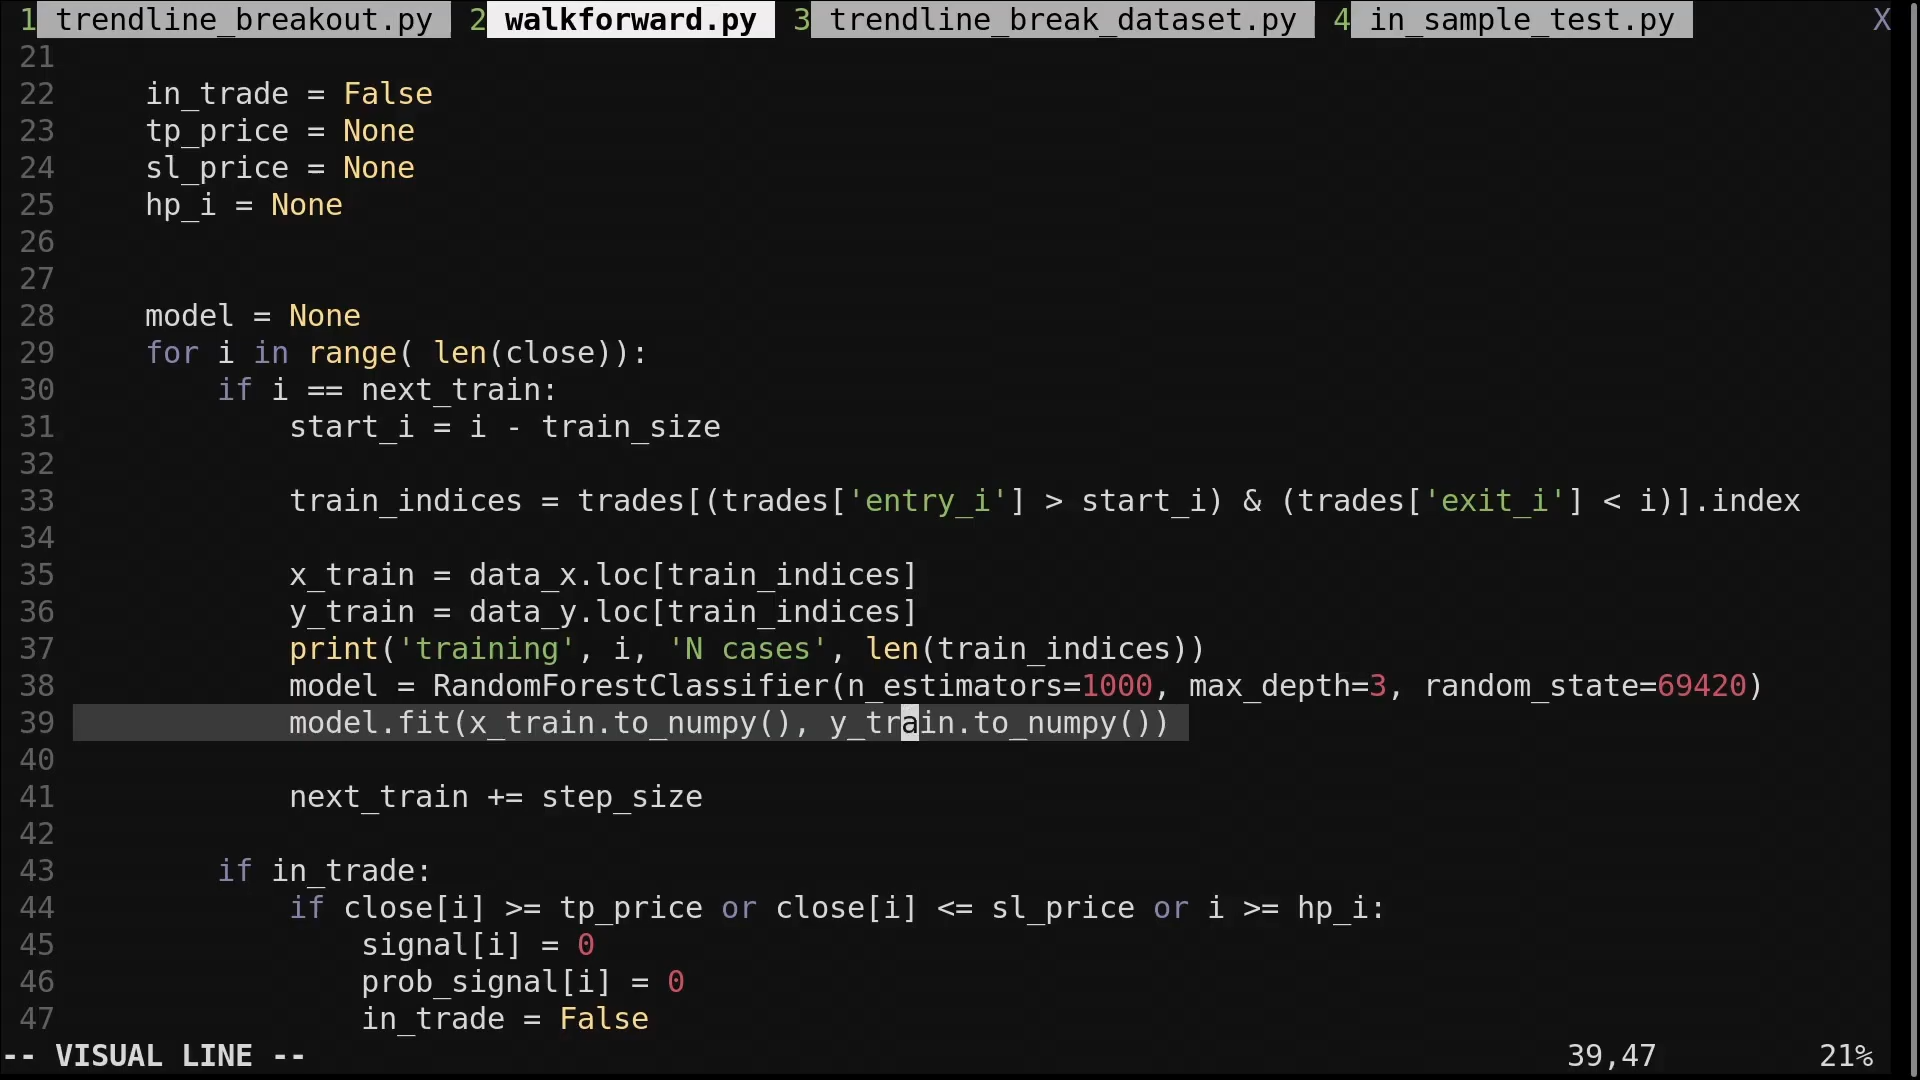 1 trendline_breakout.py 2 walkforward.py 3 trendline_break_dataset.py 4 in_sample_test.py X
21
22     in_trade = False
23     tp_price = None
24     sl_price = None
25     hp_i = None
26
27
28     model = None
29     for i in range( len(close)):
30         if i == next_train:
31             start_i = i - train_size
32
33             train_indices = trades[(trades['entry_i'] > start_i) & (trades['exit_i'] < i)].index
34
35             x_train = data_x.loc[train_indices]
36             y_train = data_y.loc[train_indices]
37             print('training', i, 'N cases', len(train_indices))
38             model = RandomForestClassifier(n_estimators=1000, max_depth=3, random_state=69420)
39             model.fit(x_train.to_numpy(), y_train.to_numpy())
40
41             next_train += step_size
42
43         if in_trade:
44             if close[i] >= tp_price or close[i] <= sl_price or i >= hp_i:
45                 signal[i] = 0
46                 prob_signal[i] = 0
47                 in_trade = False
-- VISUAL LINE -- 39,47 21%